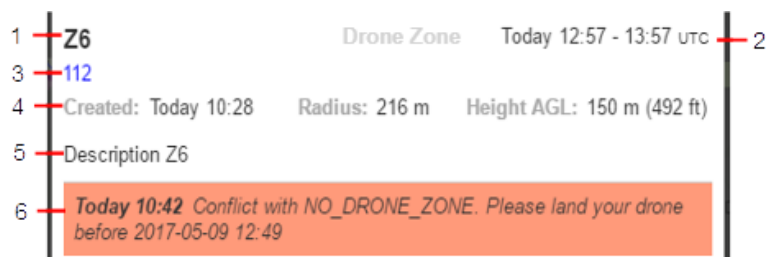 1 Z6 Drone Zone Today 12:57 - 13:57 UTC 2
3 112
4 Created: Today 10:28 Radius: 216 m Height AGL: 150 m (492 ft)
5 Description Z6
6 Today 10:42 Conflict with NO_DRONE_ZONE. Please land your drone
before 2017-05-09 12:49